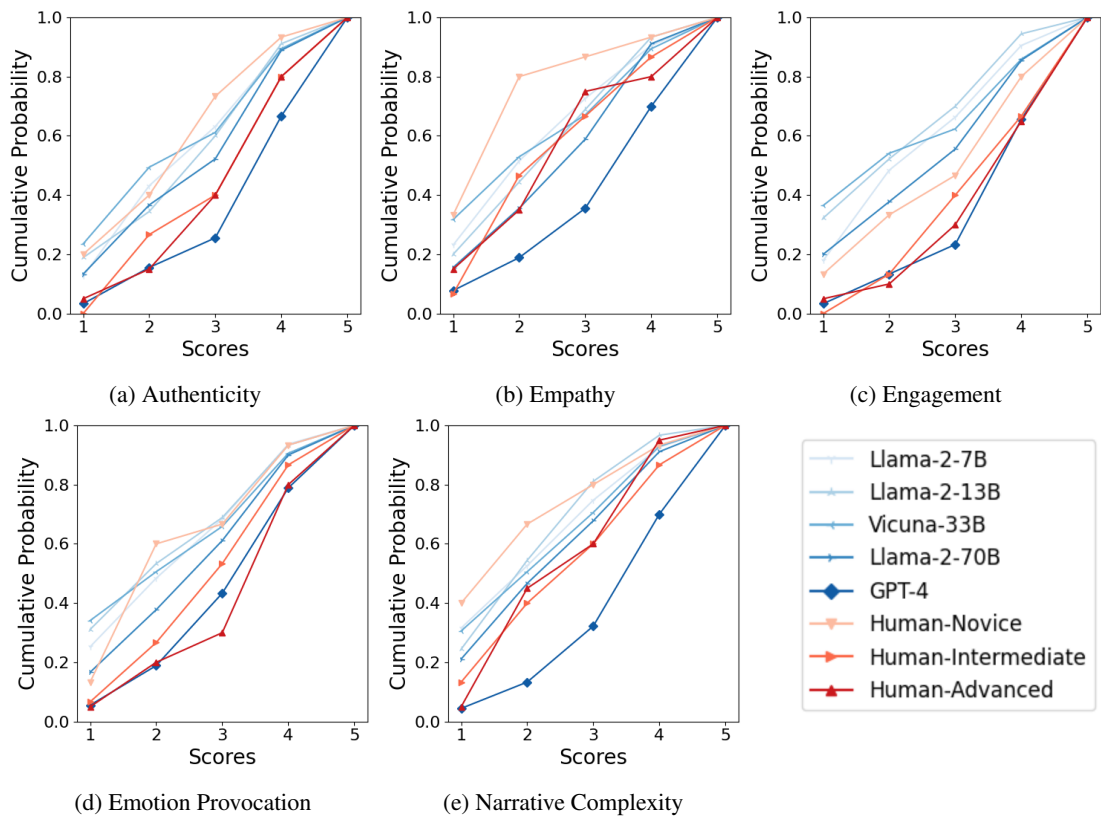 1.0
0.8
0.6
0.4
0.2
0.0
Cumulative Probability
1 2 3 4 5
Scores
(a) Authenticity
1.0
0.8
0.6
0.4
0.2
0.0
Cumulative Probability
1 2 3 4 5
Scores
(b) Empathy
1.0
0.8
0.6
0.4
0.2
0.0
Cumulative Probability
1 2 3 4 5
Scores
(c) Engagement
1.0
0.8
0.6
0.4
0.2
0.0
Cumulative Probability
1 2 3 4 5
Scores
(d) Emotion Provocation
1.0
0.8
0.6
0.4
0.2
0.0
Cumulative Probability
1 2 3 4 5
Scores
(e) Narrative Complexity
Llama-2-7B
Llama-2-13B
Vicuna-33B
Llama-2-70B
GPT-4
Human-Novice
Human-Intermediate
Human-Advanced